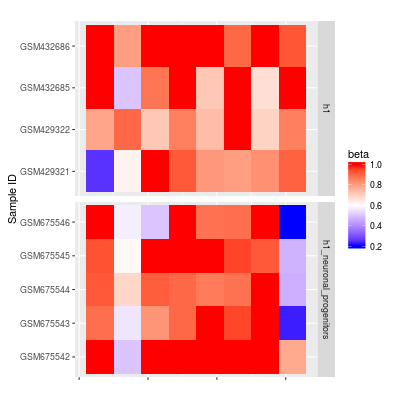 Sample ID
GSM432686
GSM432685
GSM429322
GSM429321
h1
GSM675546
GSM675545
GSM675544
GSM675543
GSM675542
h1_neuronal_progenitors
beta
1.0
0.8
0.6
0.4
0.2